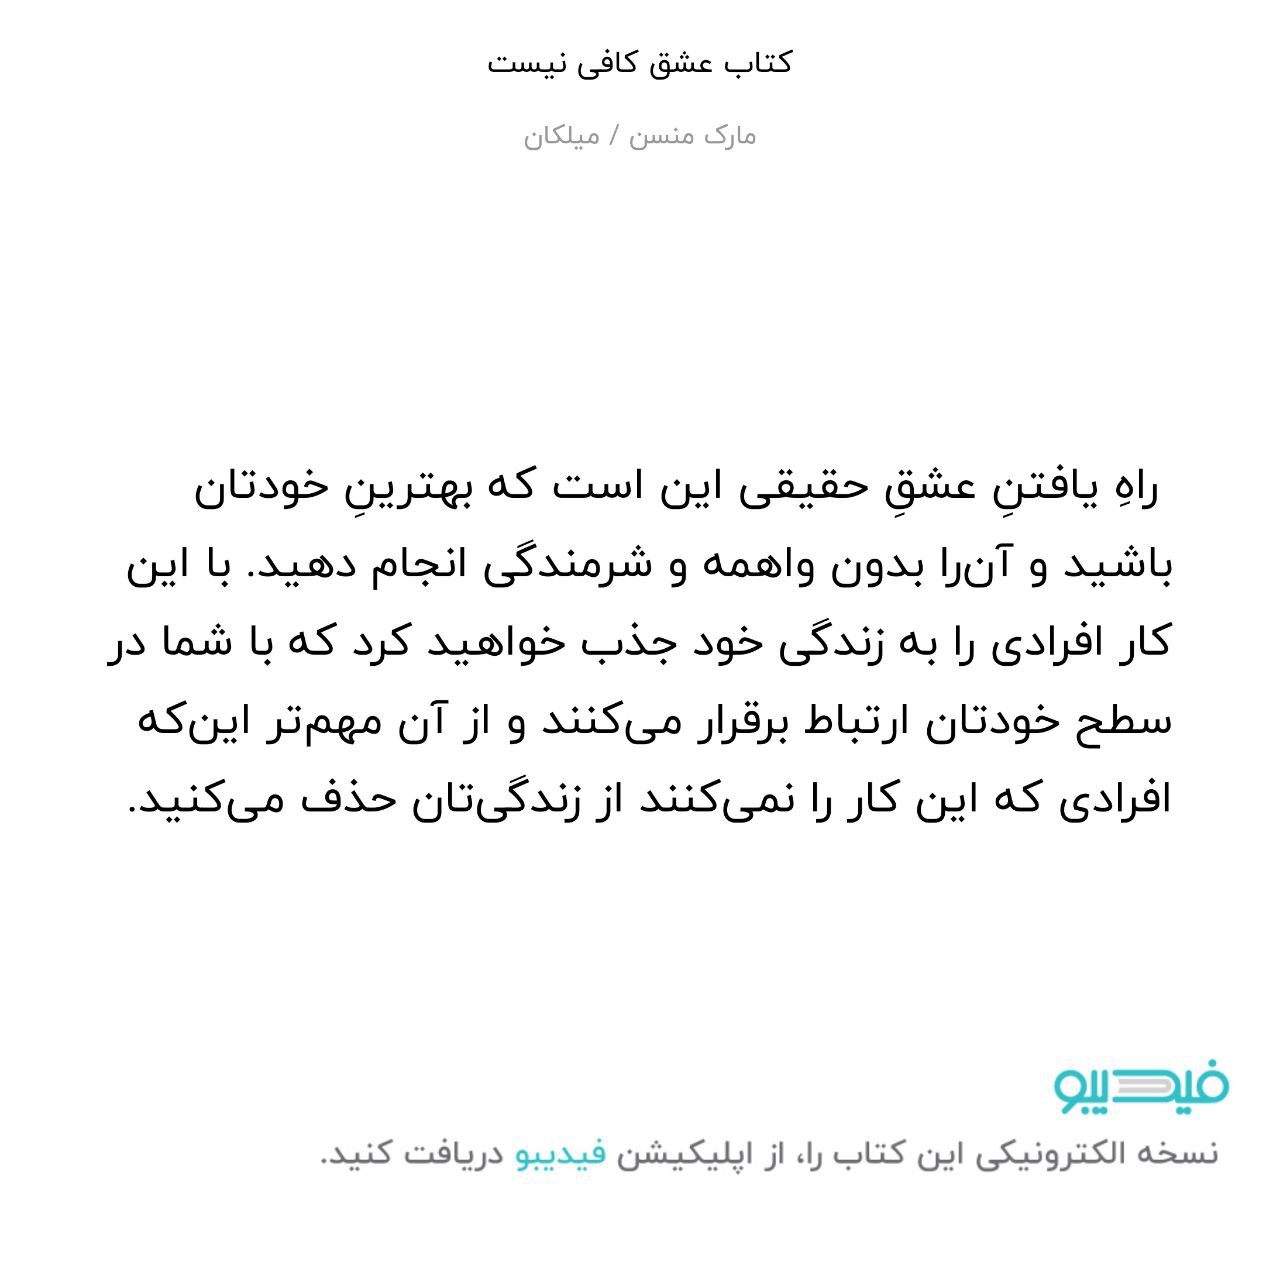 کتاب عشق کافی نیست
مارک منسن / میلکان
راهِ یافتنِ عشقِ حقیقی این است که بهترینِ خودتان
باشید و آن‌را بدون واهمه و شرمندگی انجام دهید. با این
کار افرادی را به زندگی خود جذب خواهید کرد که با شما در
سطح خودتان ارتباط برقرار می‌کنند و از آن مهم‌تر این‌که
افرادی که این کار را نمی‌کنند از زندگی‌تان حذف می‌کنید.
فیدیبو
نسخه الکترونیکی این کتاب را، از اپلیکیشن فیدیبو دریافت کنید.